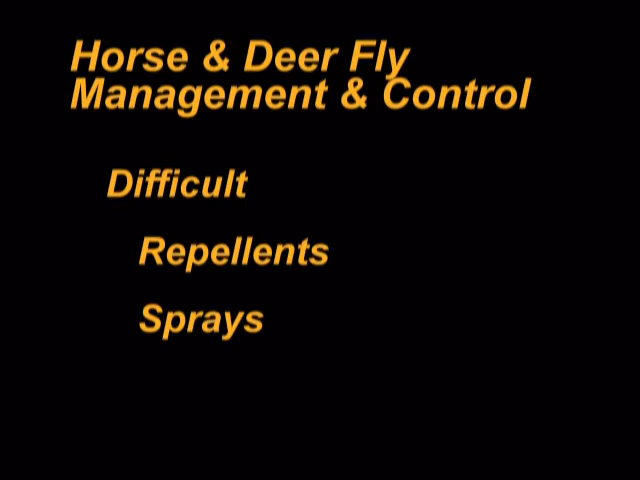 Horse & Deer Fly
Management & Control
Difficult
Repellents
Sprays